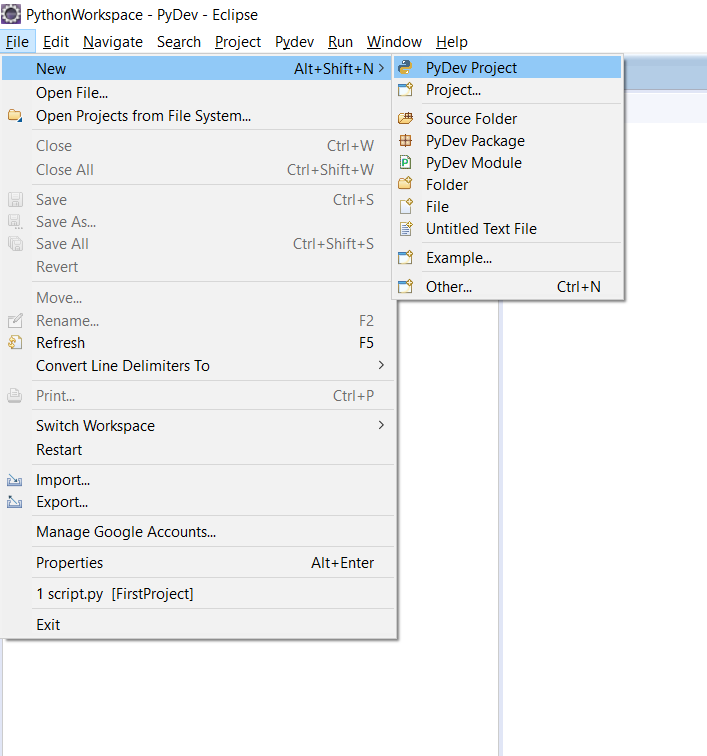 PythonWorkspace - PyDev - Eclipse
File Edit Navigate Search Project Pydev Run Window Help
New Alt+Shift+N >
Open File...
Open Projects from File System...
Close Ctrl+W
Close All Ctrl+Shift+W
Save Ctrl+S
Save As...
Save All Ctrl+Shift+S
Revert
Move...
Rename... F2
Refresh F5
Convert Line Delimiters To >
Print... Ctrl+P
Switch Workspace >
Restart
Import...
Export...
Manage Google Accounts...
Properties Alt+Enter
1 script.py [FirstProject]
Exit
PyDev Project
Project...
Source Folder
PyDev Package
PyDev Module
Folder
File
Untitled Text File
Example...
Other... Ctrl+N